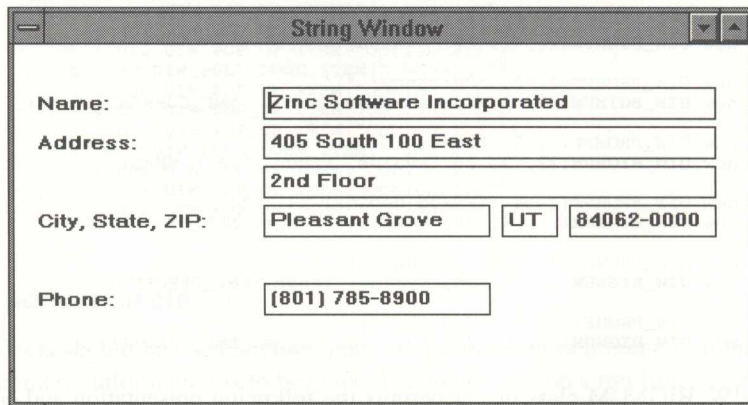 String Window
Name: Zinc Software Incorporated
Address: 405 South 100 East
2nd Floor
City, State, ZIP: Pleasant Grove UT 84062-0000
Phone: (801) 785-8900